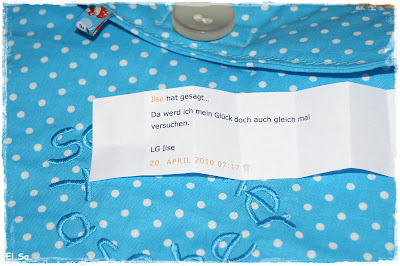 Ilse hat gesagt...
Da werd ich mein Glück doch auch gleich mal
versuchen.
LG Ilse
20. APRIL 2010 07:17
El.Sa.